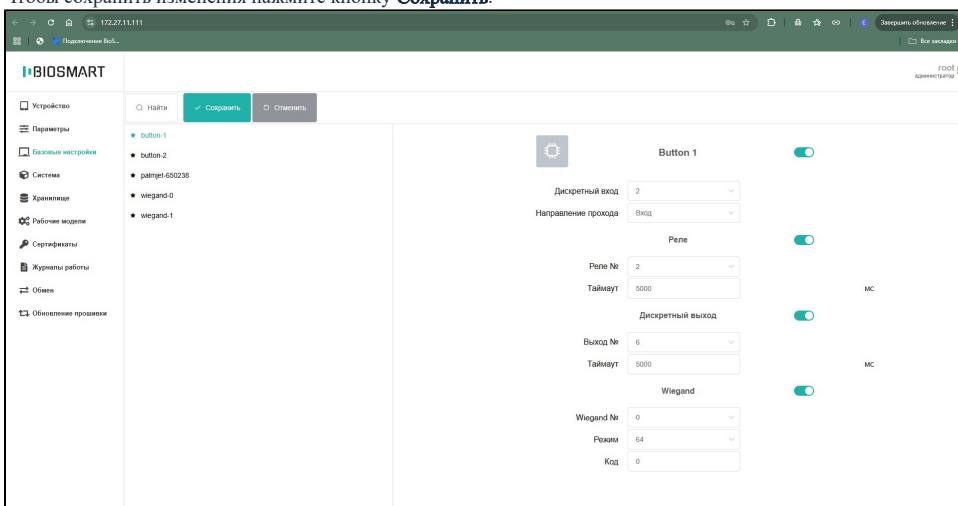 Чтобы сохранить изменения нажмите кнопку Сохранить.
172.27.11.111
Завершить обновление
Подключение BioS...
Все закладки
BIOSMART
root
администратор
Устройство
Параметры
Базовые настройки
Система
Хранилище
Рабочие модели
Сертификаты
Журналы работы
Обмен
Обновление прошивки
Найти
Сохранить
Отменить
button-1
button-2
palmjet-650238
wiegand-0
wiegand-1
Button 1
Дискретный вход 2
Направление прохода Вход
Реле
Реле № 2
Таймаут 5000 мс
Дискретный выход
Выход № 6
Таймаут 5000 мс
Wiegand
Wiegand № 0
Режим 64
Код 0